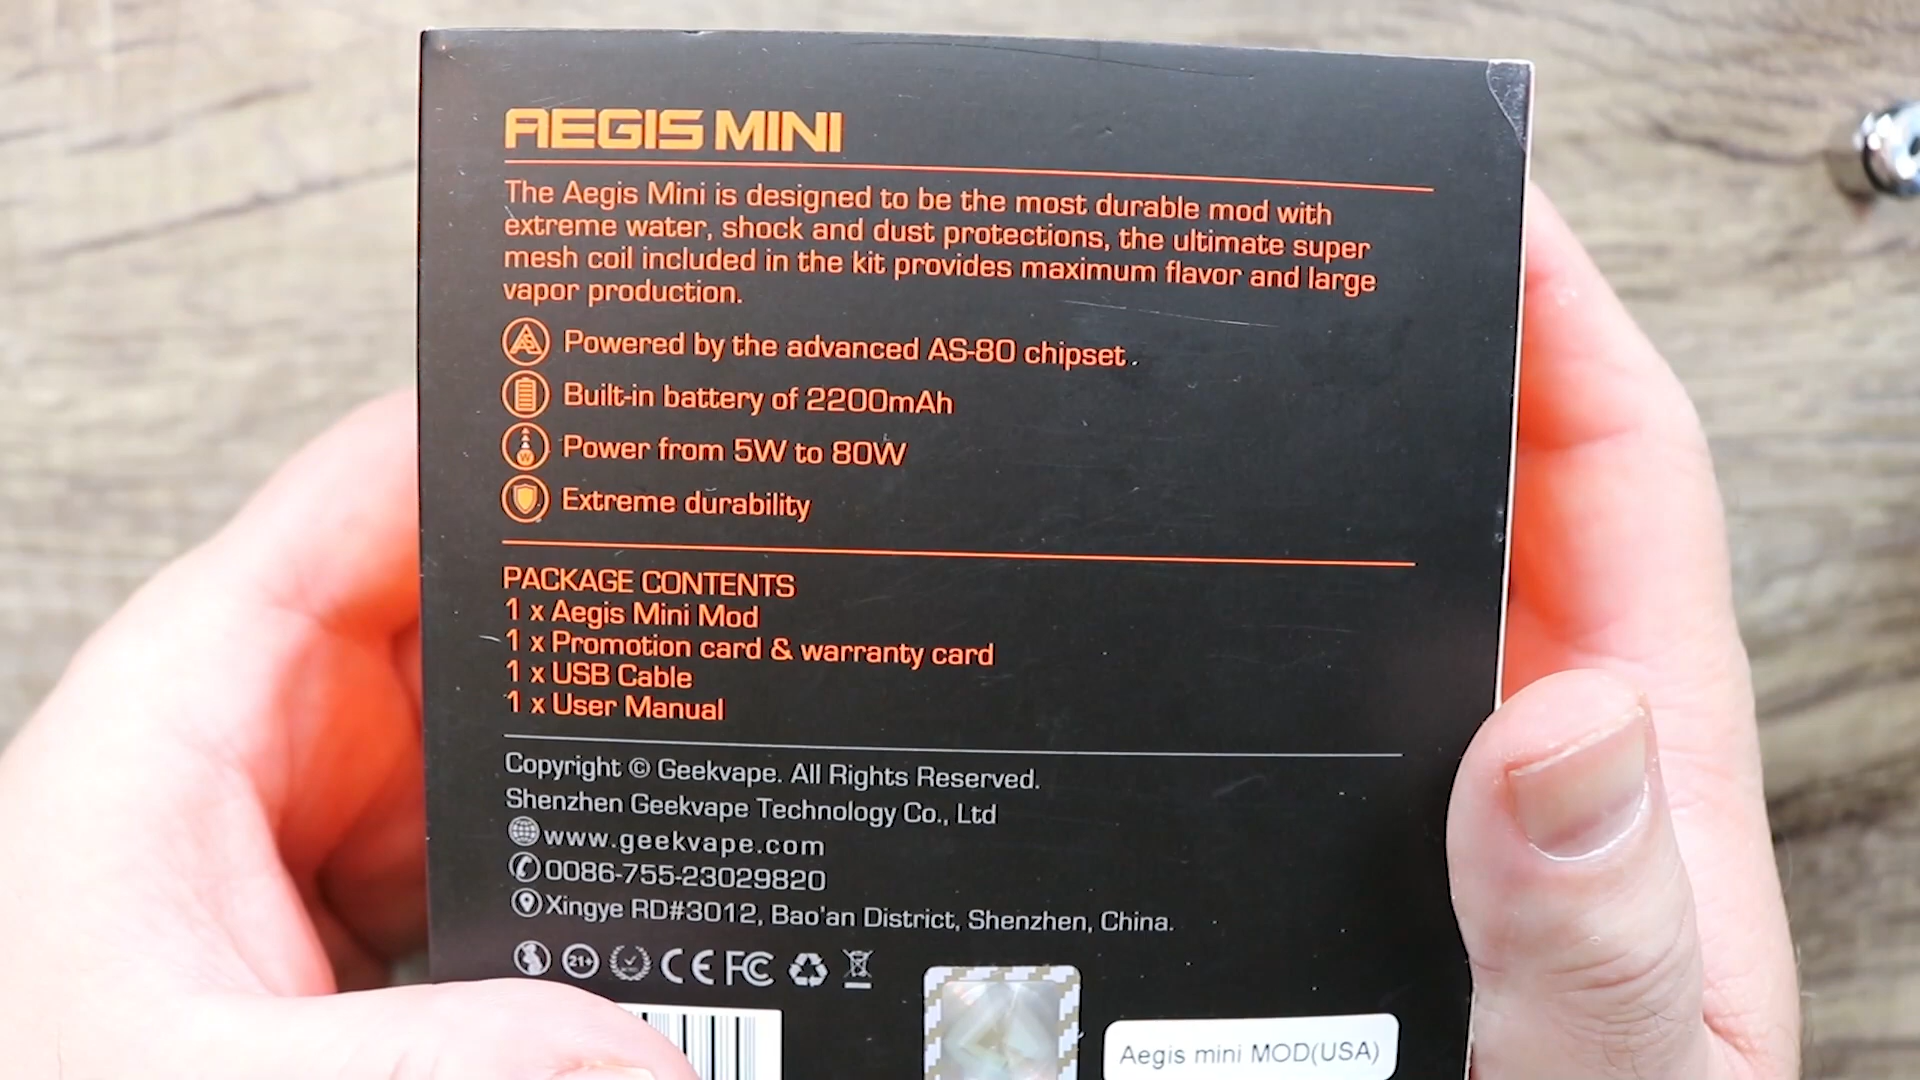 AEGIS MINI
The Aegis Mini is designed to be the most durable mod with
extreme water, shock and dust protections, the ultimate super
mesh coil included in the kit provides maximum flavor and large
vapor production.
Powered by the advanced AS-80 chipset.
Built-in battery of 2200mAh
Power from 5W to 80W
Extreme durability
PACKAGE CONTENTS
1 x Aegis Mini Mod
1 x Promotion card & warranty card
1 x USB Cable
1 x User Manual
Copyright © Geekvape. All Rights Reserved.
Shenzhen Geekvape Technology Co., Ltd
www.geekvape.com
0086-755-23029820
Xingye RD#3012, Bao'an District, Shenzhen, China.
21+ CE FC
Aegis mini MOD(USA)